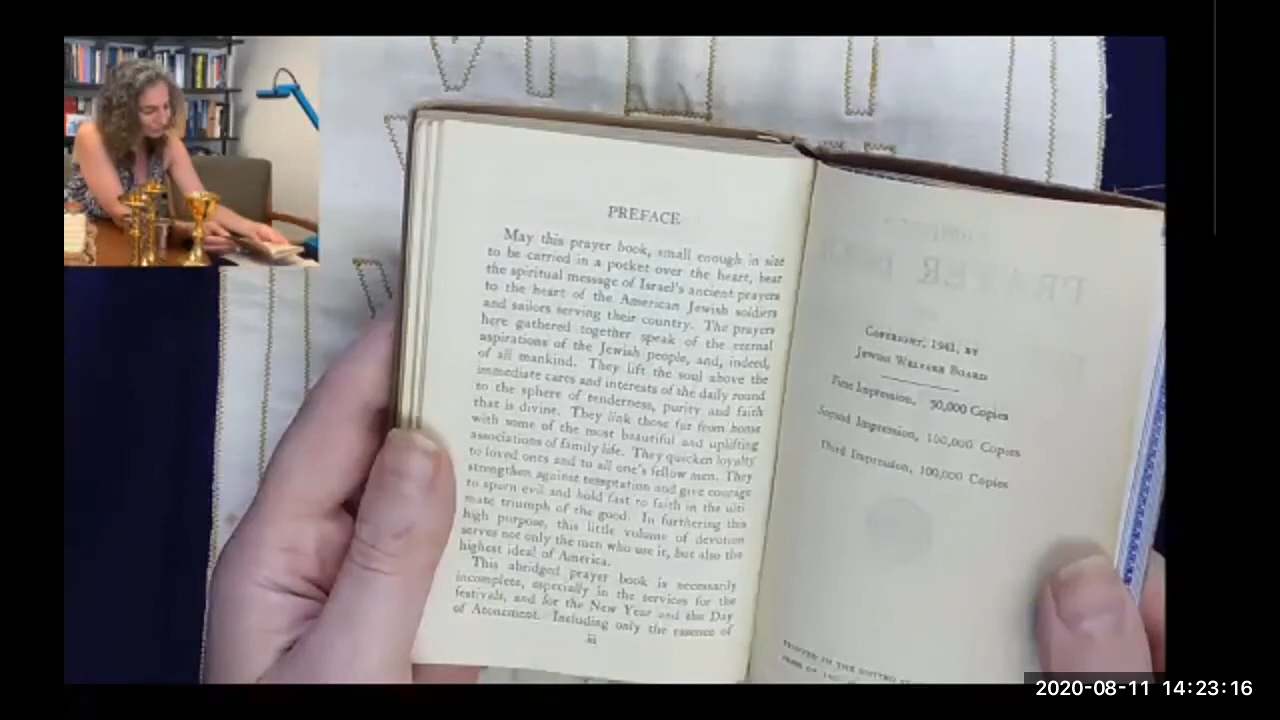 PREFACE
May this prayer book, small enough in size
to be carried in a pocket over the heart, bear
the spiritual message of Israel's ancient prayers
to the heart of the American Jewish soldiers
and sailors serving their country. The prayers
here gathered together speak of the eternal
aspirations of the Jewish people, and, indeed,
of all mankind. They lift the soul above the
immediate cares and interests of the daily round
to the sphere of tenderness, purity and faith
that is divine. They link those far from home
with some of the most beautiful and uplifting
associations of family life. They quicken loyalty
to loved ones and to all one's fellow men. They
strengthen against temptation and give courage
to spurn evil and hold fast to faith in the ulti-
mate triumph of the good. In furthering this
high purpose, this little volume of devotion
serves not only the men who use it, but also the
highest ideal of America.
This abridged prayer book is necessarily
incomplete, especially in the services for the
festivals, and for the New Year and the Day
of Atonement. Including only the essence of
iii
COPYRIGHT, 1941, BY
JEWISH WELFARE BOARD
First Impression, 50,000 Copies
Second Impression, 100,000 Copies
Third Impression, 100,000 Copies
PRINTED IN THE UNITED
2020-08-11 14:23:16